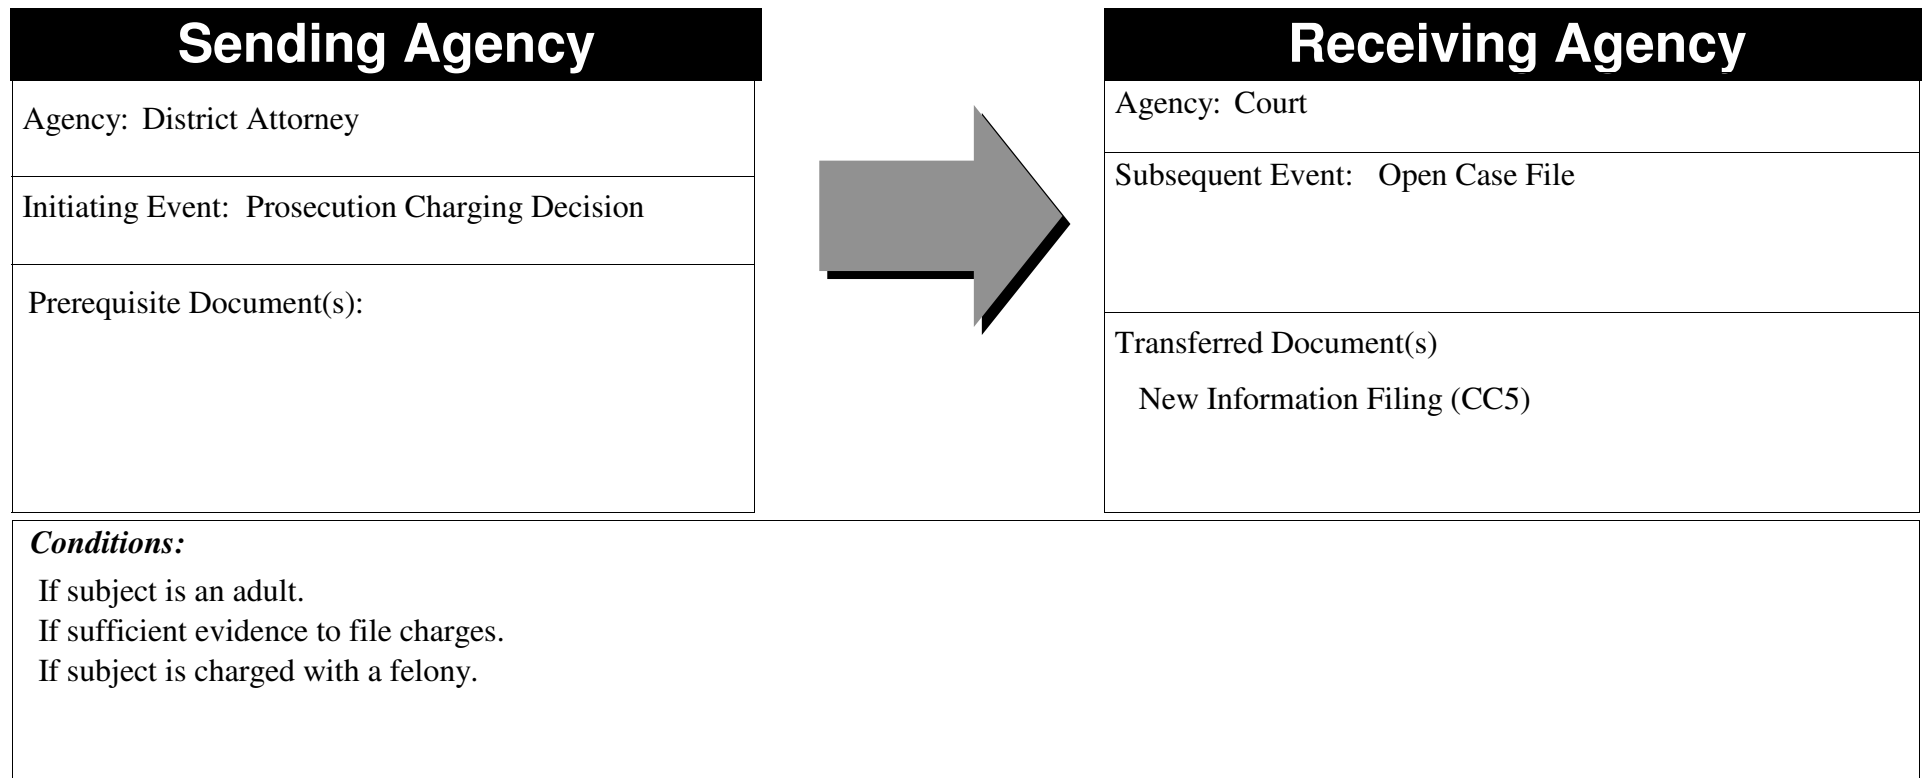 Sending Agency
Agency: District Attorney
Initiating Event: Prosecution Charging Decision
Prerequisite Document(s):
Receiving Agency
Agency: Court
Subsequent Event: Open Case File
Transferred Document(s)
New Information Filing (CC5)
Conditions:
If subject is an adult.
If sufficient evidence to file charges.
If subject is charged with a felony.